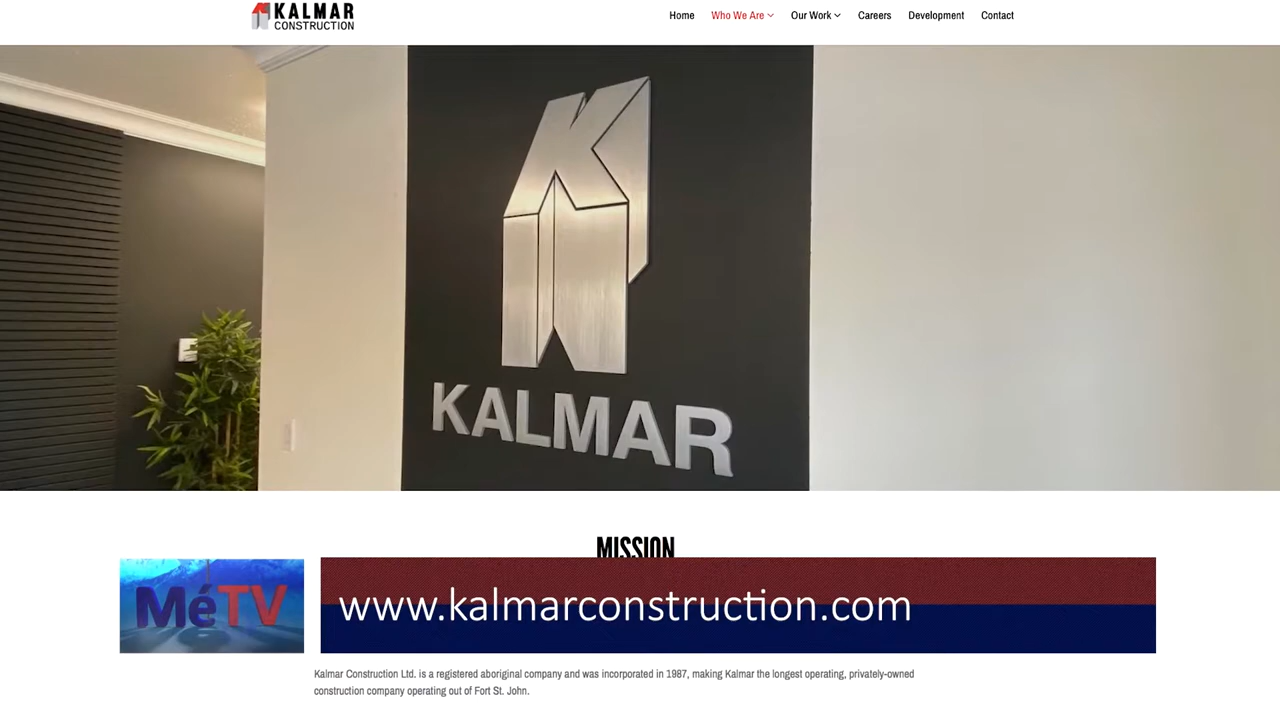 KALMAR
CONSTRUCTION
Home
Who We Are
Our Work
Careers
Development
Contact
KALMAR
MISSION
MéTV
www.kalmarconstruction.com
Kalmar Construction Ltd. is a registered aboriginal company and was incorporated in 1987, making Kalmar the longest operating, privately-owned
construction company operating out of Fort St. John.